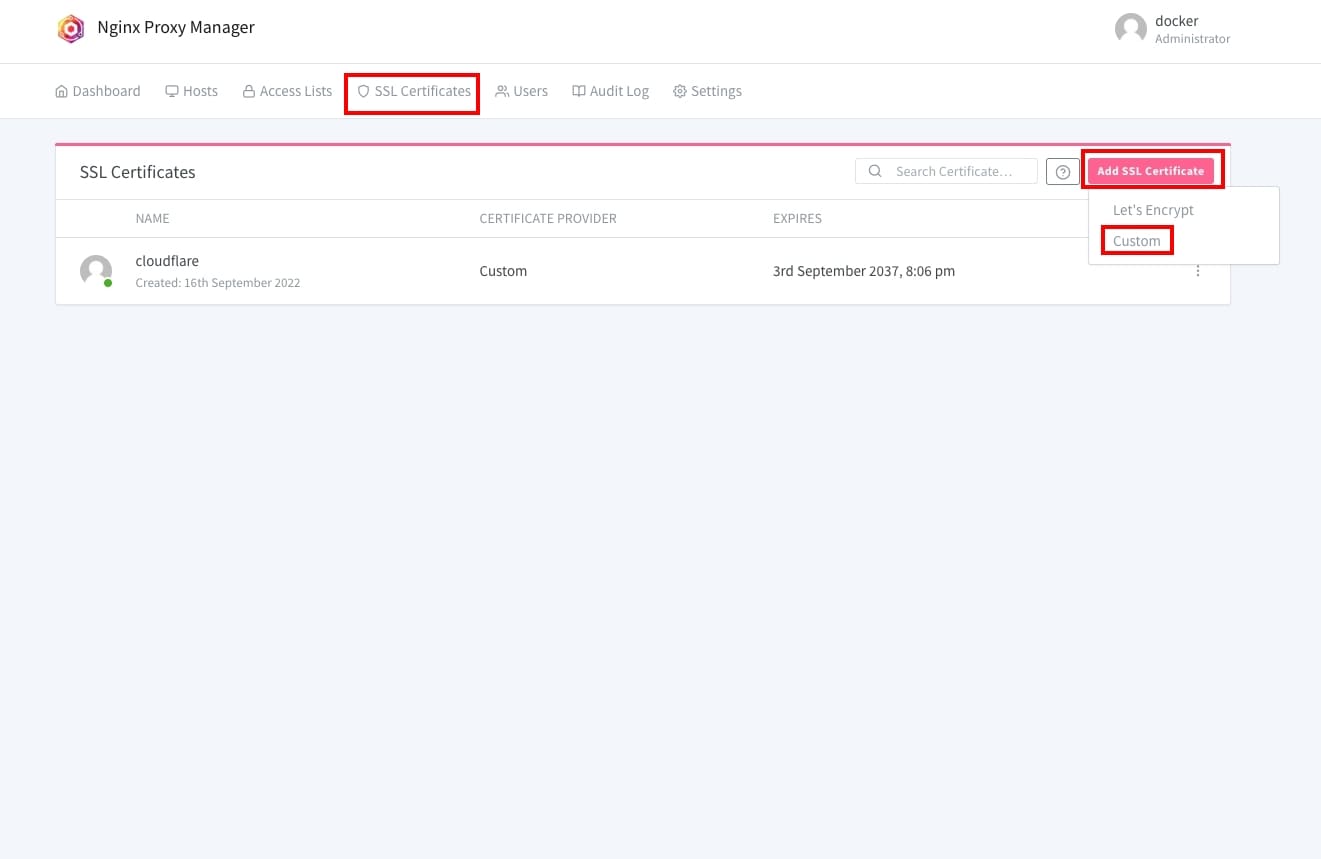 Nginx Proxy Manager
docker
Administrator
Dashboard Hosts Access Lists SSL Certificates Users Audit Log Settings
SSL Certificates Search Certificate… Add SSL Certificate
Let's Encrypt
Custom
NAME CERTIFICATE PROVIDER EXPIRES
cloudflare
Created: 16th September 2022
Custom
3rd September 2037, 8:06 pm